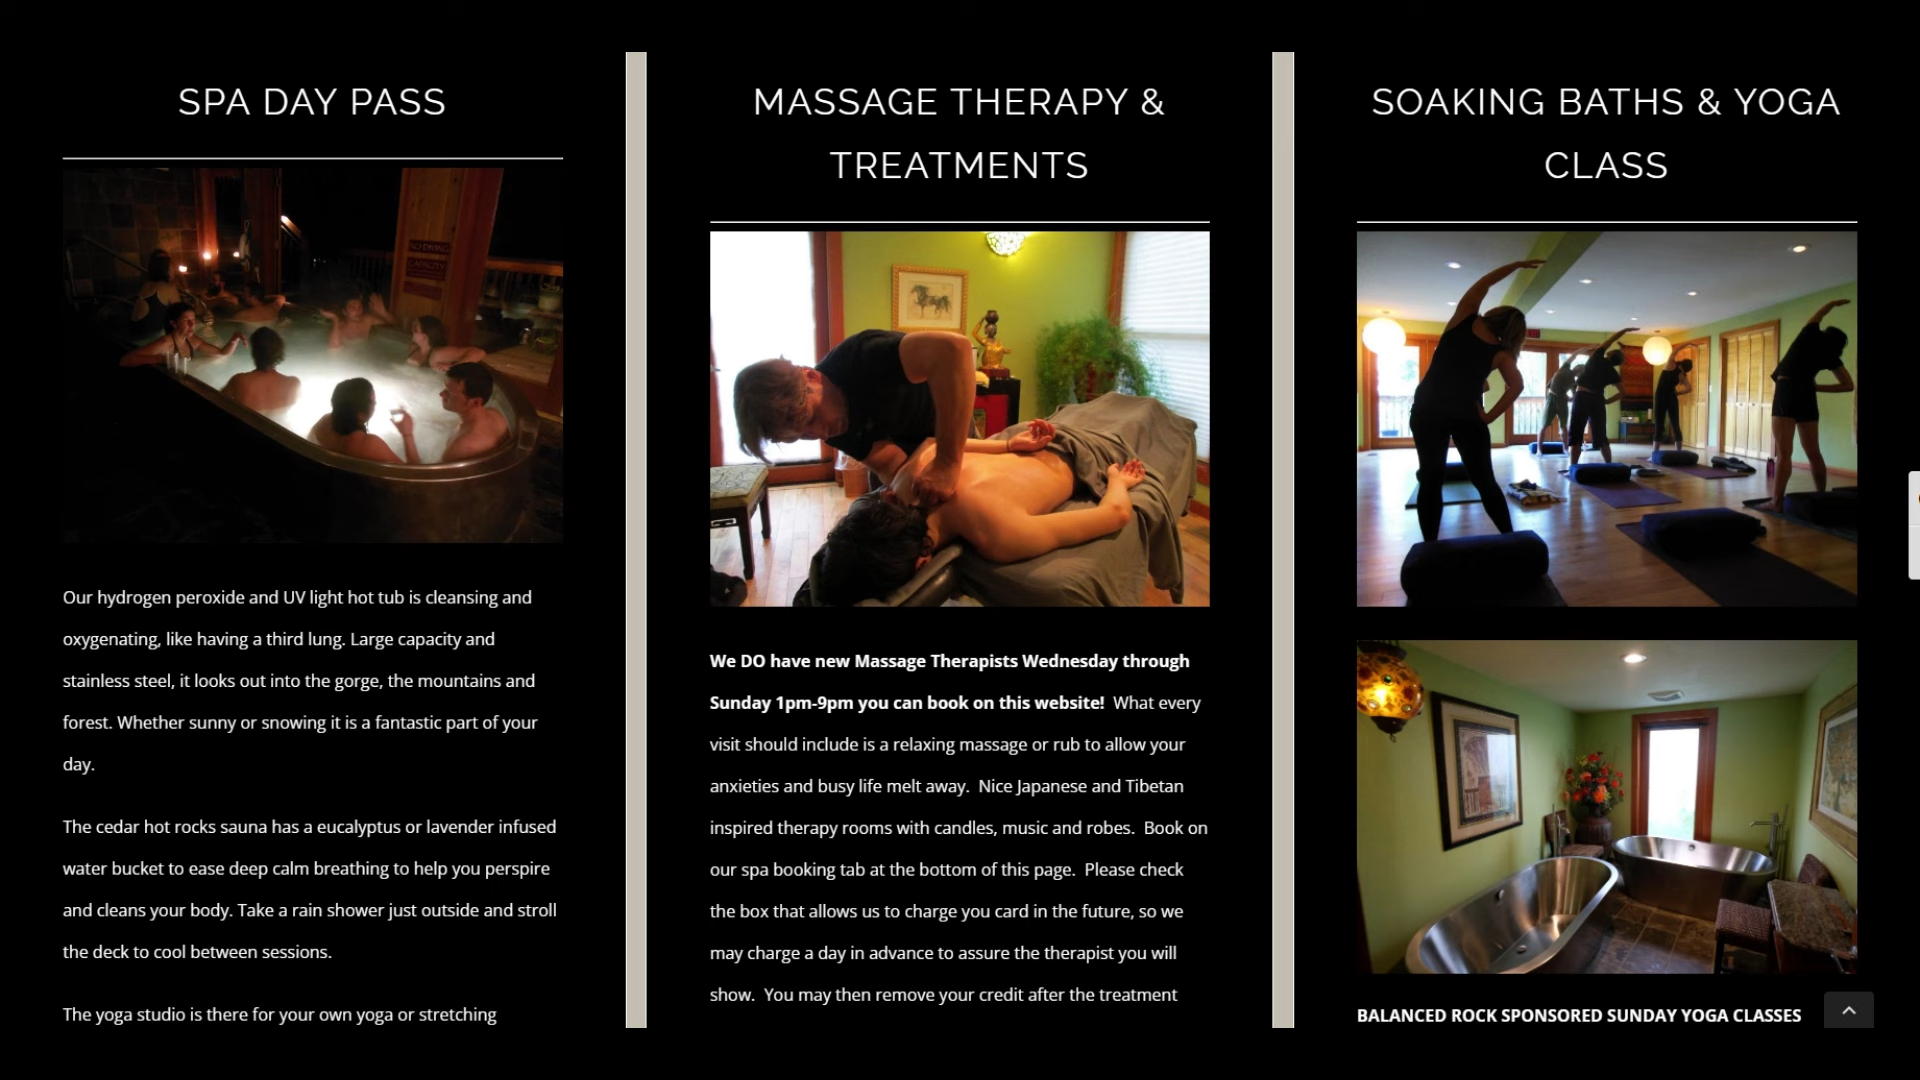 SPA DAY PASS
Our hydrogen peroxide and UV light hot tub is cleansing and
oxygenating, like having a third lung. Large capacity and
stainless steel, it looks out into the gorge, the mountains and
forest. Whether sunny or snowing it is a fantastic part of your
day.
The cedar hot rocks sauna has a eucalyptus or lavender infused
water bucket to ease deep calm breathing to help you perspire
and cleans your body. Take a rain shower just outside and stroll
the deck to cool between sessions.
The yoga studio is there for your own yoga or stretching
MASSAGE THERAPY &
TREATMENTS
We DO have new Massage Therapists Wednesday through
Sunday 1pm-9pm you can book on this website! What every
visit should include is a relaxing massage or rub to allow your
anxieties and busy life melt away. Nice Japanese and Tibetan
inspired therapy rooms with candles, music and robes. Book on
our spa booking tab at the bottom of this page. Please check
the box that allows us to charge you card in the future, so we
may charge a day in advance to assure the therapist you will
show. You may then remove your credit after the treatment
SOAKING BATHS & YOGA
CLASS
BALANCED ROCK SPONSORED SUNDAY YOGA CLASSES